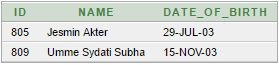 ID NAME DATE_OF_BIRTH
805 Jesmin Akter 29-JUL-03
809 Umme Sydati Subha 15-NOV-03